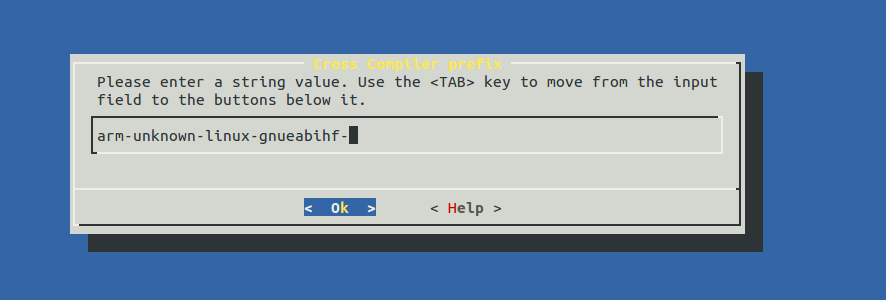 Cross Compiler prefix
Please enter a string value. Use the <TAB> key to move from the input
field to the buttons below it.
arm-unknown-linux-gnueabihf-
< Ok > < Help >